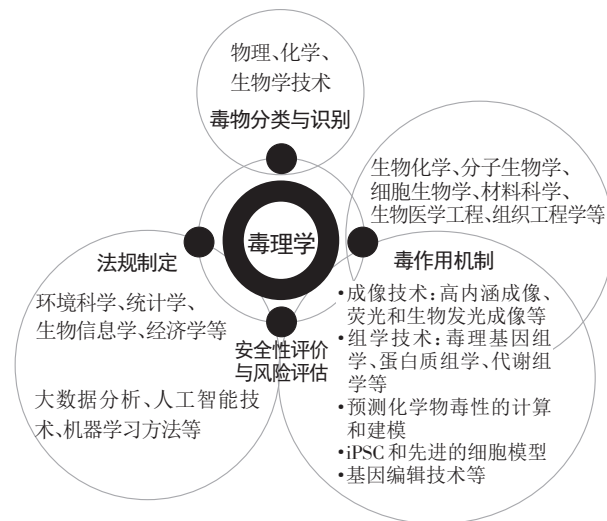 物理、化学、
生物学技术
毒物分类与识别
生物化学、分子生物学、
细胞生物学、材料科学、
生物医学工程、组织工程学等
毒理学
法规制定
毒作用机制
环境科学、统计学、
生物信息学、经济学等
安全性评价
与风险评估
大数据分析、人工智能技
术、机器学习方法等
•成像技术：高内涵成像、
荧光和生物发光成像等
•组学技术：毒理基因组
学、蛋白质组学、代谢组
学等
•预测化学物毒性的计算
和建模
•iPSC和先进的细胞模型
•基因编辑技术等